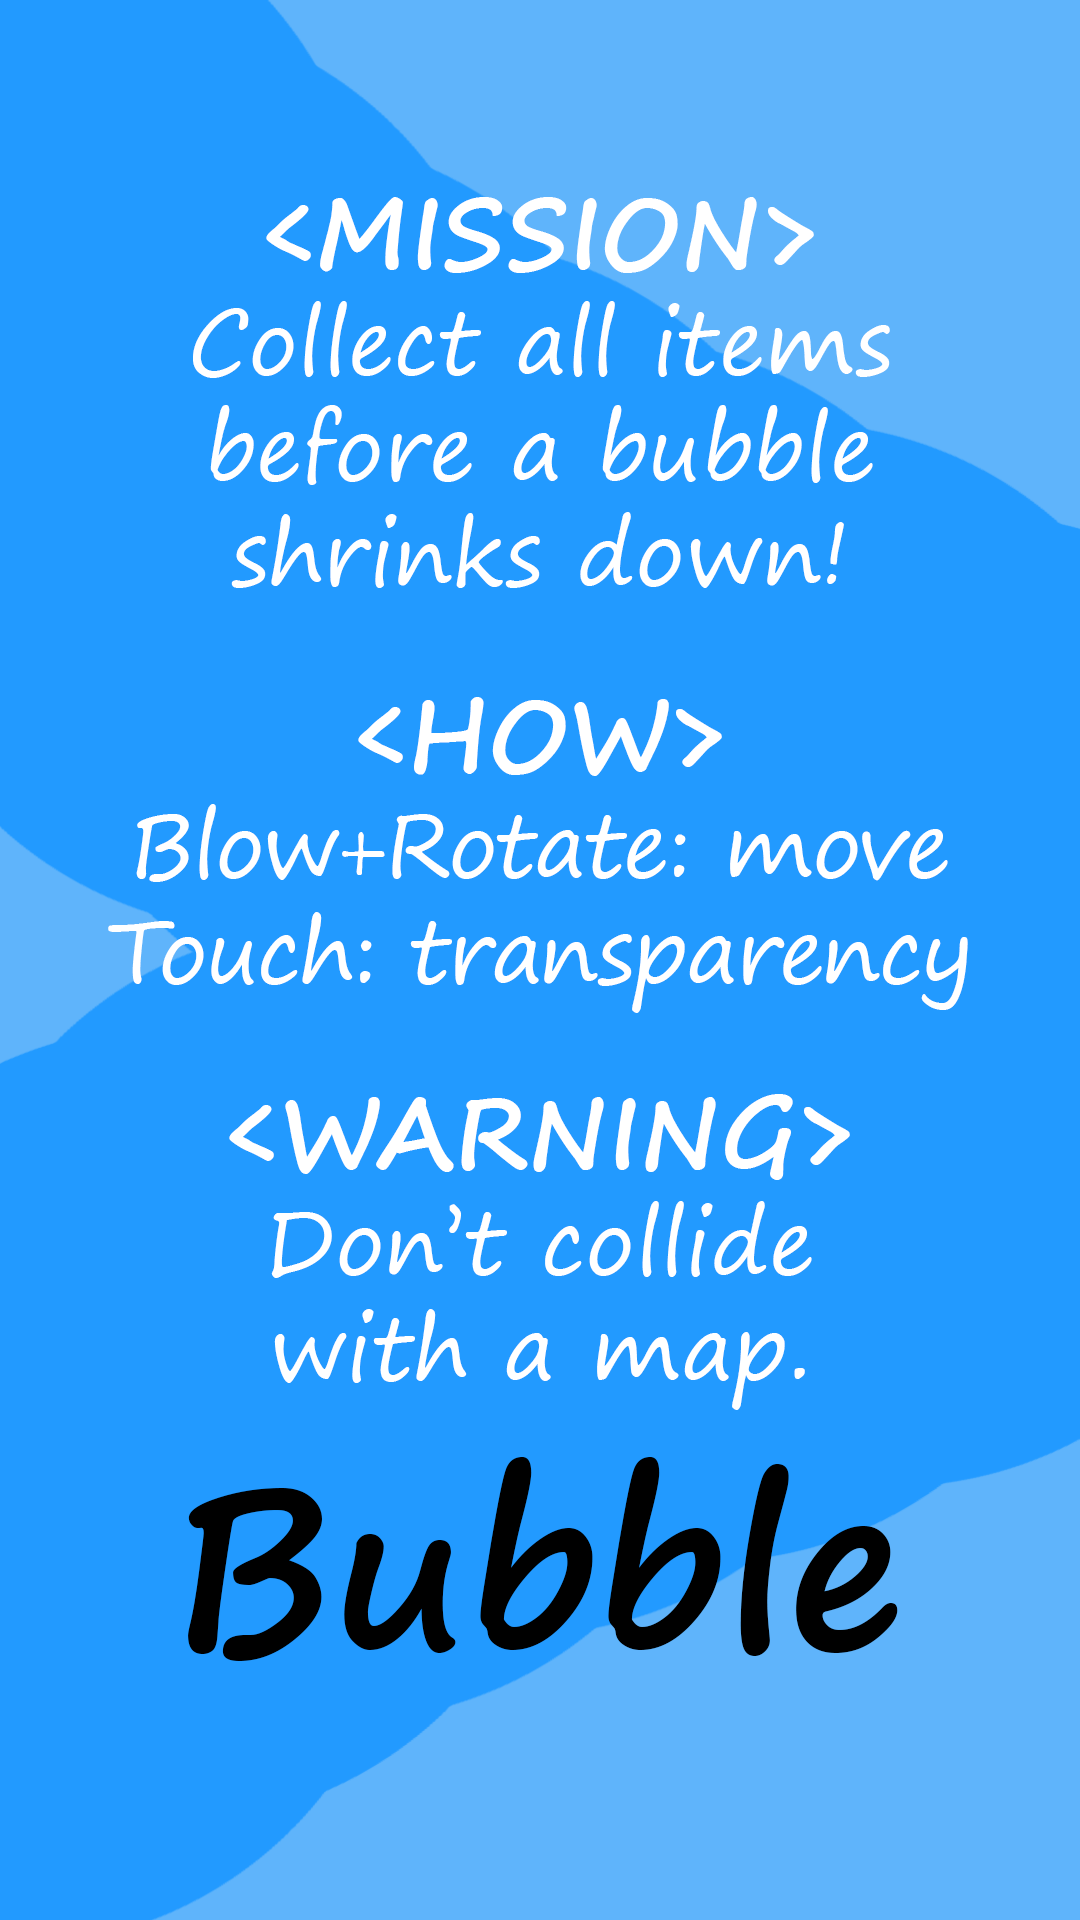 <MISSION>
Collect all items
before a bubble
shrinks down!
<HOW>
Blow+Rotate: move
Touch: transparency
<WARNING>
Don’t collide
with a map.
Bubble